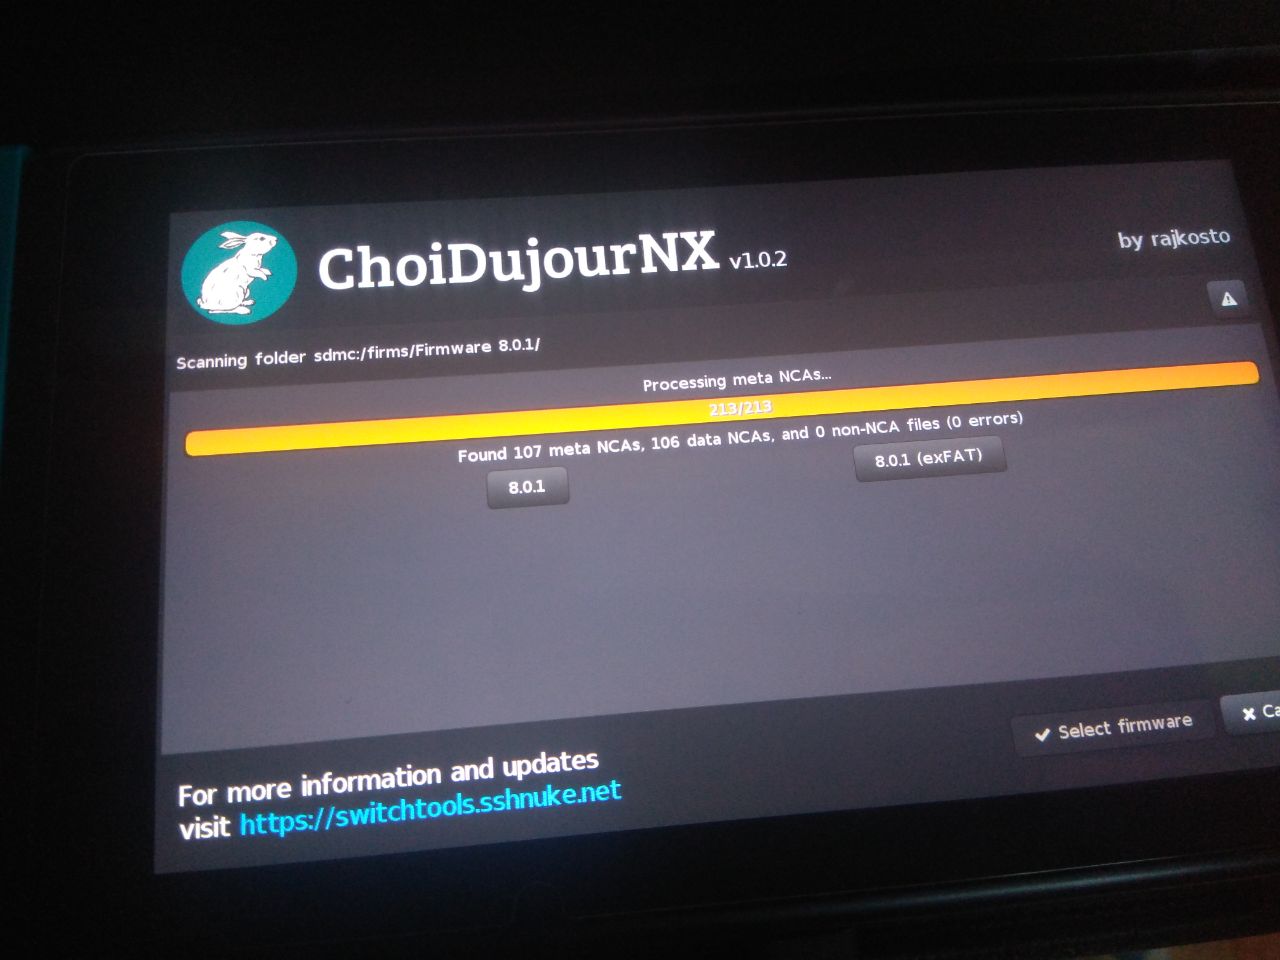 ChoiDujourNX v1.0.2
by rajkosto
Scanning folder sdmc:/firms/Firmware 8.0.1/
Processing meta NCAs...
213/213
Found 107 meta NCAs, 106 data NCAs, and 0 non-NCA files (0 errors)
8.0.1
8.0.1 (exFAT)
Select firmware
Ca
For more information and updates
visit https://switchtools.sshnuke.net